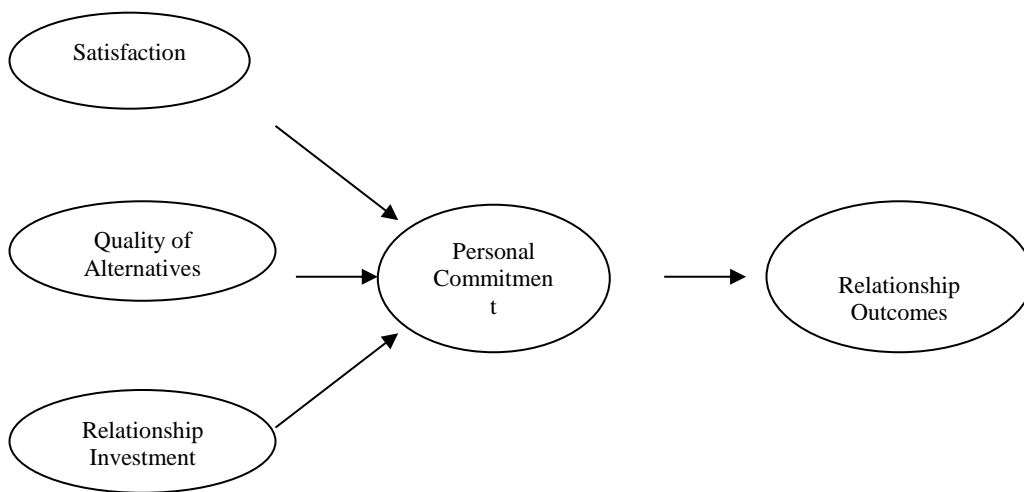 Satisfaction
Quality of
Alternatives
Personal
Commitmen
t
Relationship
Outcomes
Relationship
Investment